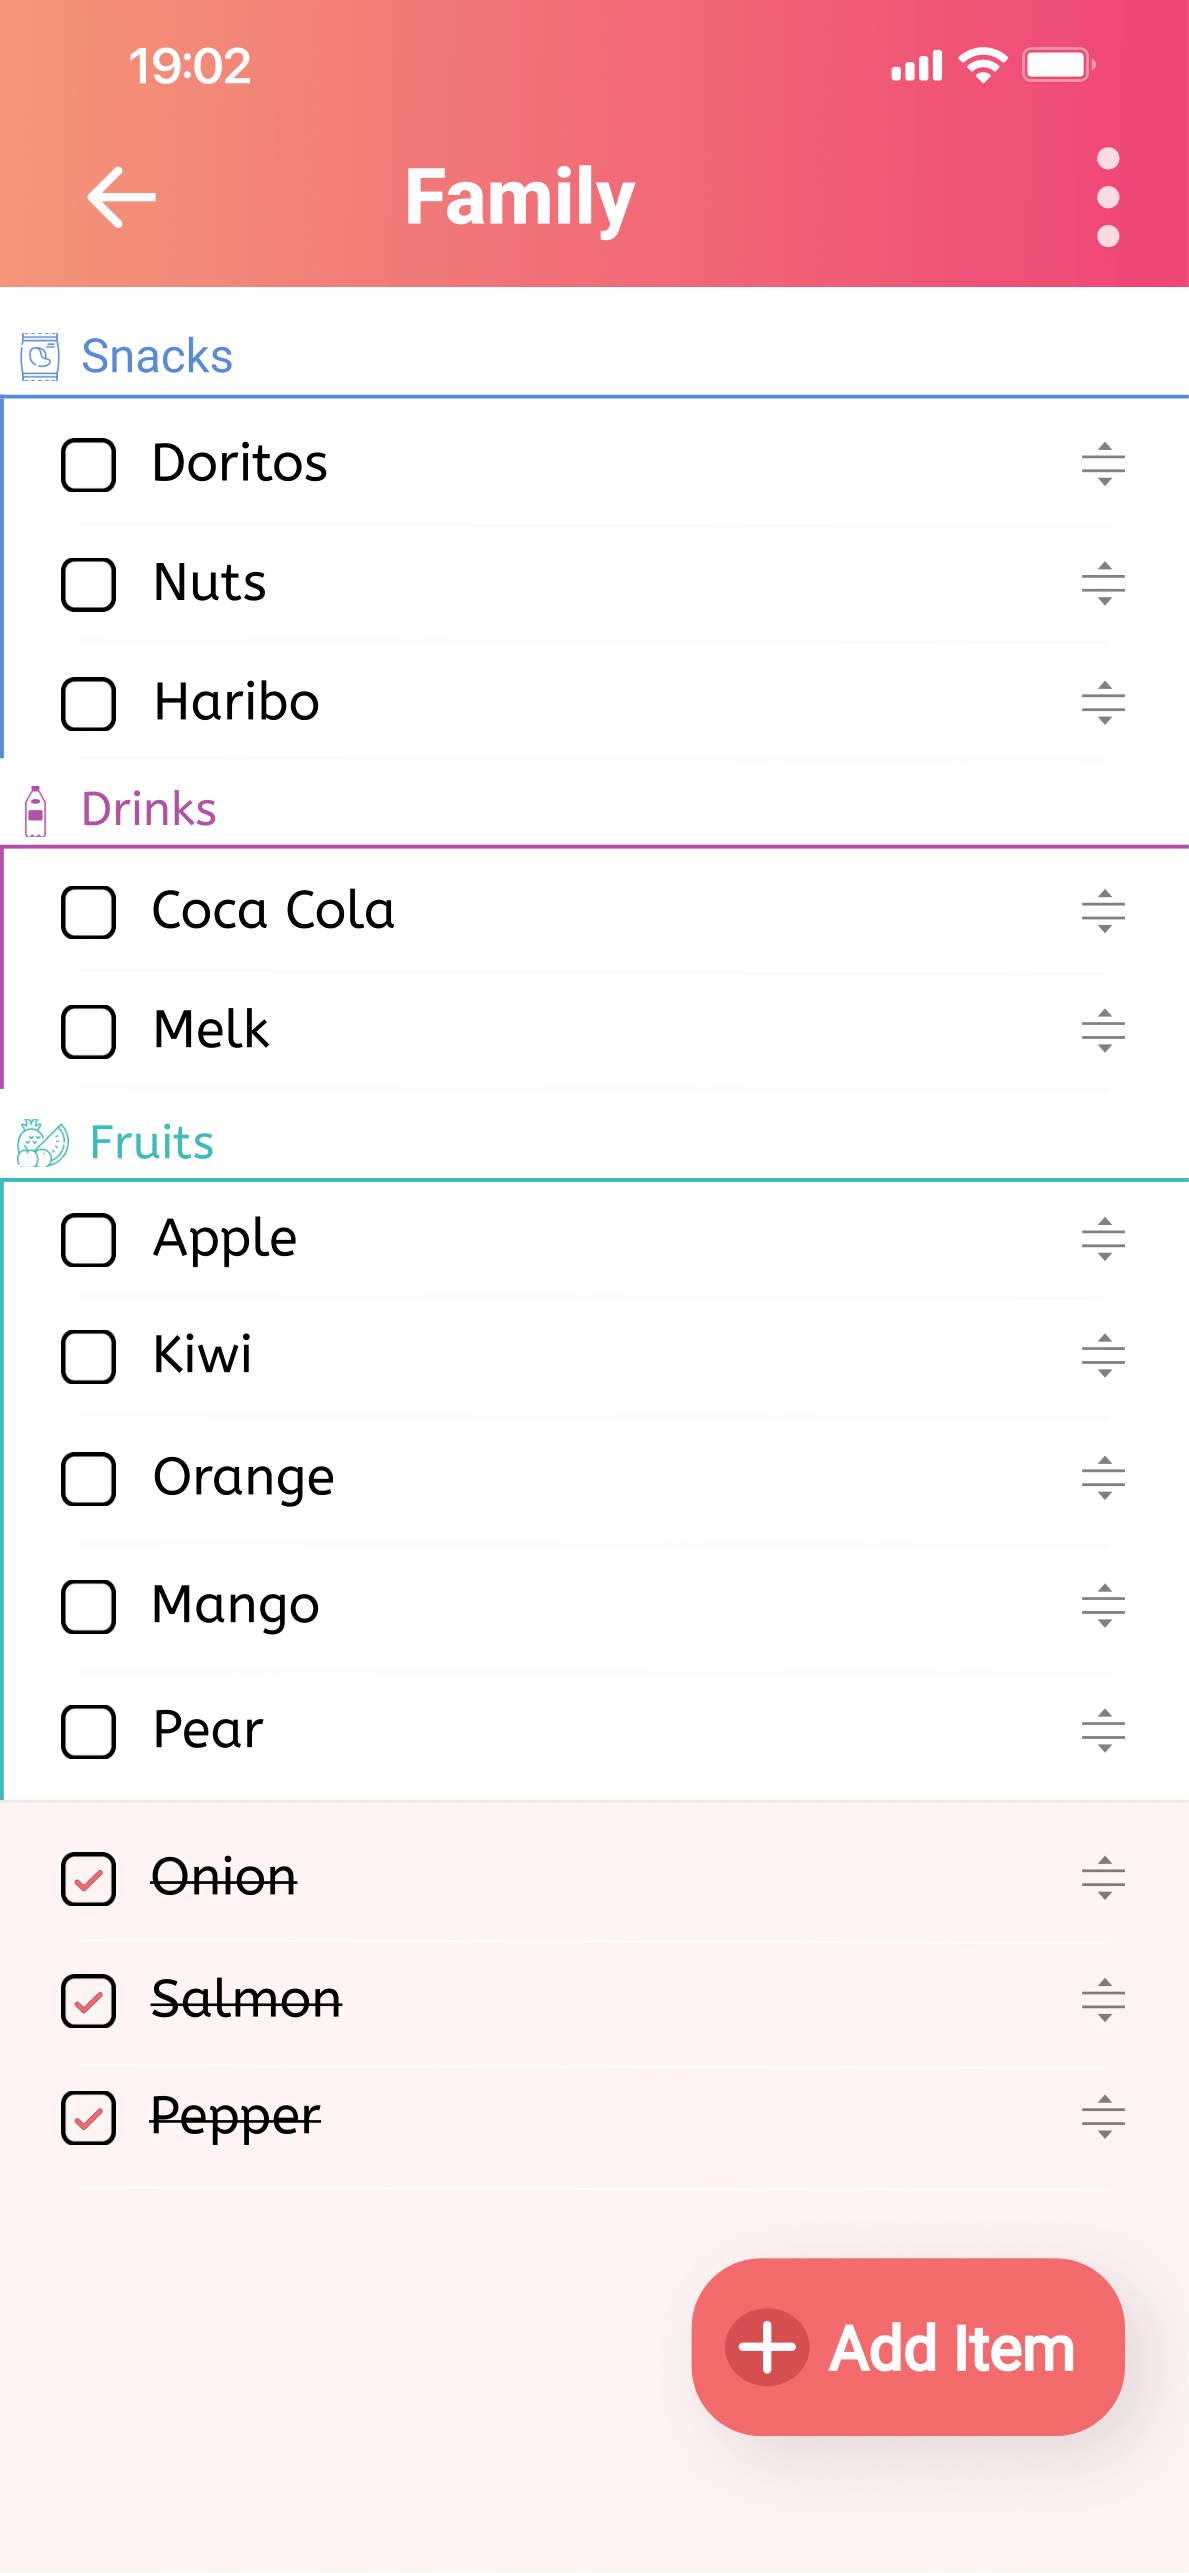 19:02
Family
Snacks
Doritos
Nuts
Haribo
Drinks
Coca Cola
Melk
Fruits
Apple
Kiwi
Orange
Mango
Pear
Onion
Salmon
Pepper
Add Item